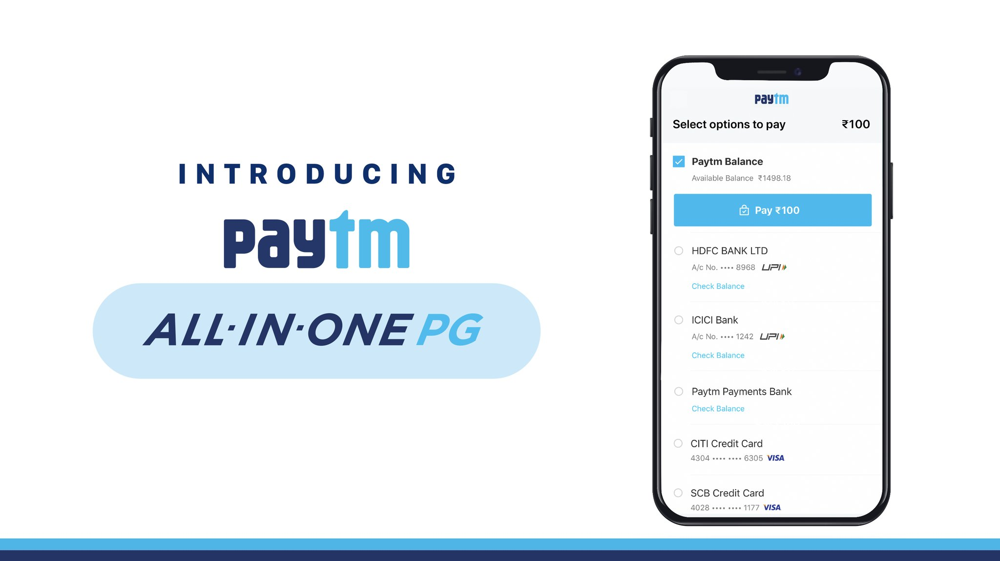 INTRODUCING
paytm
ALL·IN·ONE PG
paytm
Select options to pay ₹100
Paytm Balance
Available Balance ₹1498.18
Pay ₹100
HDFC BANK LTD
A/c No. •••• 8968 UPI
Check Balance
ICICI Bank
A/c No. •••• 1242 UPI
Check Balance
Paytm Payments Bank
Check Balance
CITI Credit Card
4304 •••• •••• 6305 VISA
SCB Credit Card
4028 •••• •••• 1177 VISA